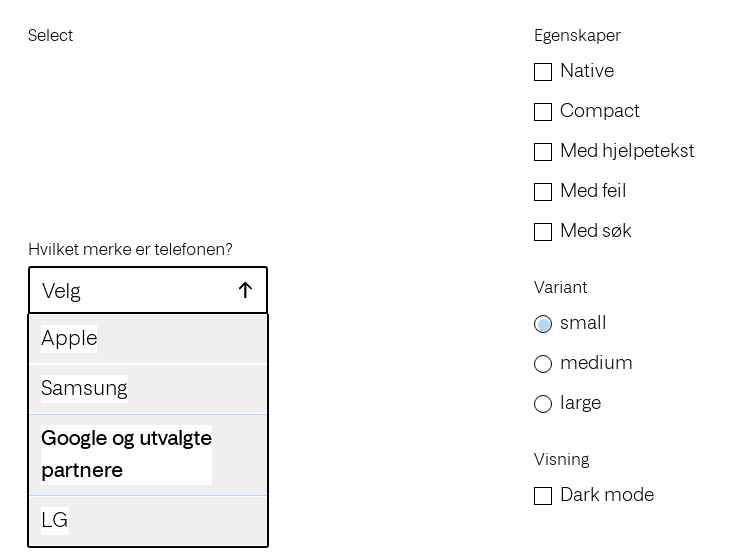 Select
Hvilket merke er telefonen?
Velg
Apple
Samsung
Google og utvalgte
partnere
LG
Egenskaper
Native
Compact
Med hjelpetekst
Med feil
Med søk
Variant
small
medium
large
Visning
Dark mode